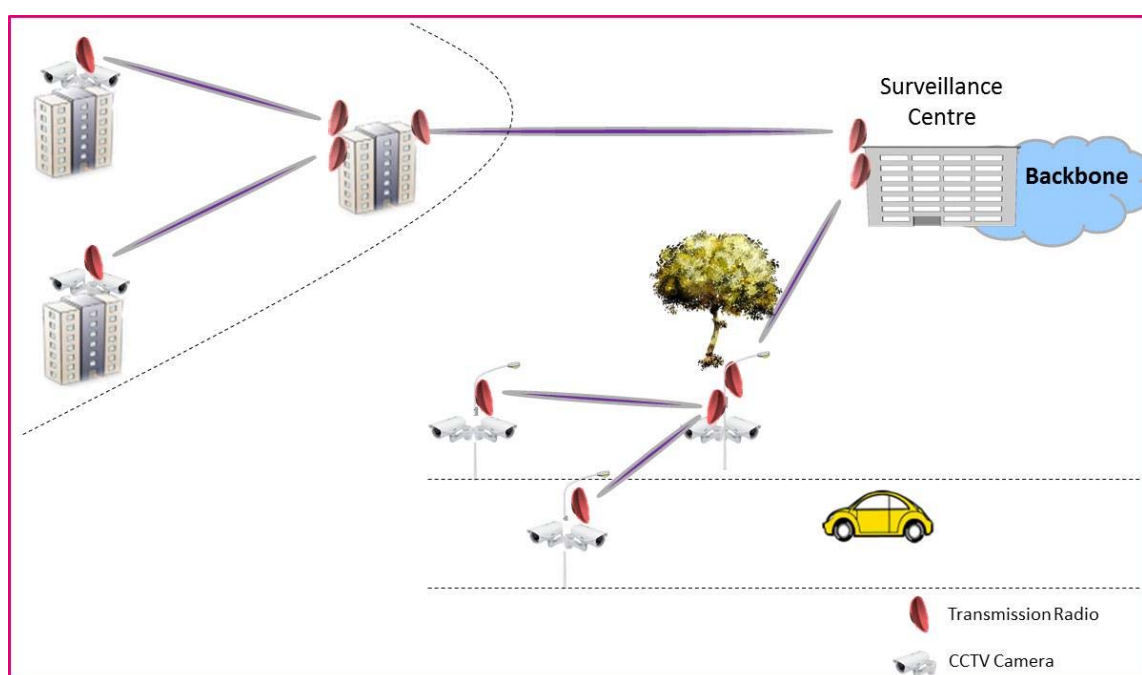 Surveillance
Centre
Backbone
Transmission Radio
CCTV Camera